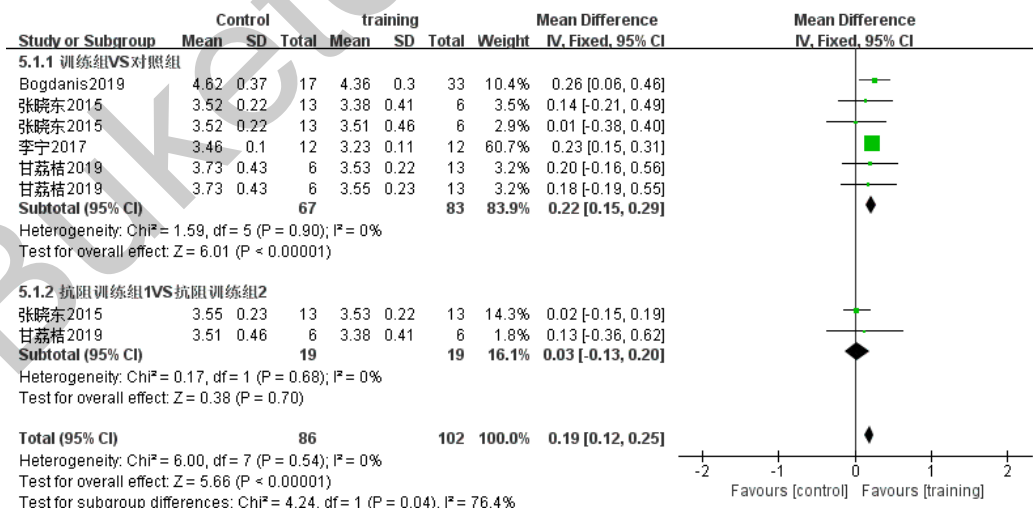 Control training Mean Difference Mean Difference
Study or Subgroup Mean SD Total Mean SD Total Weight IV, Fixed, 95% CI IV, Fixed, 95% CI
5.1.1 训练组VS对照组
Bogdanis2019 4.62 0.37 17 4.36 0.3 33 10.4% 0.26 [0.06, 0.46]
张晓东2015 3.52 0.22 13 3.38 0.41 6 3.5% 0.14 [-0.21, 0.49]
张晓东2015 3.52 0.22 13 3.51 0.46 6 2.9% 0.01 [-0.38, 0.40]
李宁2017 3.46 0.1 12 3.23 0.11 12 60.7% 0.23 [0.15, 0.31]
甘荔桔2019 3.73 0.43 6 3.53 0.22 13 3.2% 0.20 [-0.16, 0.56]
甘荔桔2019 3.73 0.43 6 3.55 0.23 13 3.2% 0.18 [-0.19, 0.55]
Subtotal (95% CI) 67 83 83.9% 0.22 [0.15, 0.29]
Heterogeneity: Chi² = 1.59, df = 5 (P = 0.90); I² = 0%
Test for overall effect: Z = 6.01 (P < 0.00001)
5.1.2 抗阻训练组1VS抗阻训练组2
张晓东2015 3.55 0.23 13 3.53 0.22 13 14.3% 0.02 [-0.15, 0.19]
甘荔桔2019 3.51 0.46 6 3.38 0.41 6 1.8% 0.13 [-0.36, 0.62]
Subtotal (95% CI) 19 19 16.1% 0.03 [-0.13, 0.20]
Heterogeneity: Chi² = 0.17, df = 1 (P = 0.68); I² = 0%
Test for overall effect: Z = 0.38 (P = 0.70)
Total (95% CI) 86 102 100.0% 0.19 [0.12, 0.25]
Heterogeneity: Chi² = 6.00, df = 7 (P = 0.54); I² = 0%
Test for overall effect: Z = 5.66 (P < 0.00001)
Test for subgroup differences: Chi² = 4.24, df = 1 (P = 0.04), I² = 76.4%
-2 -1 0 1 2
Favours [control] Favours [training]